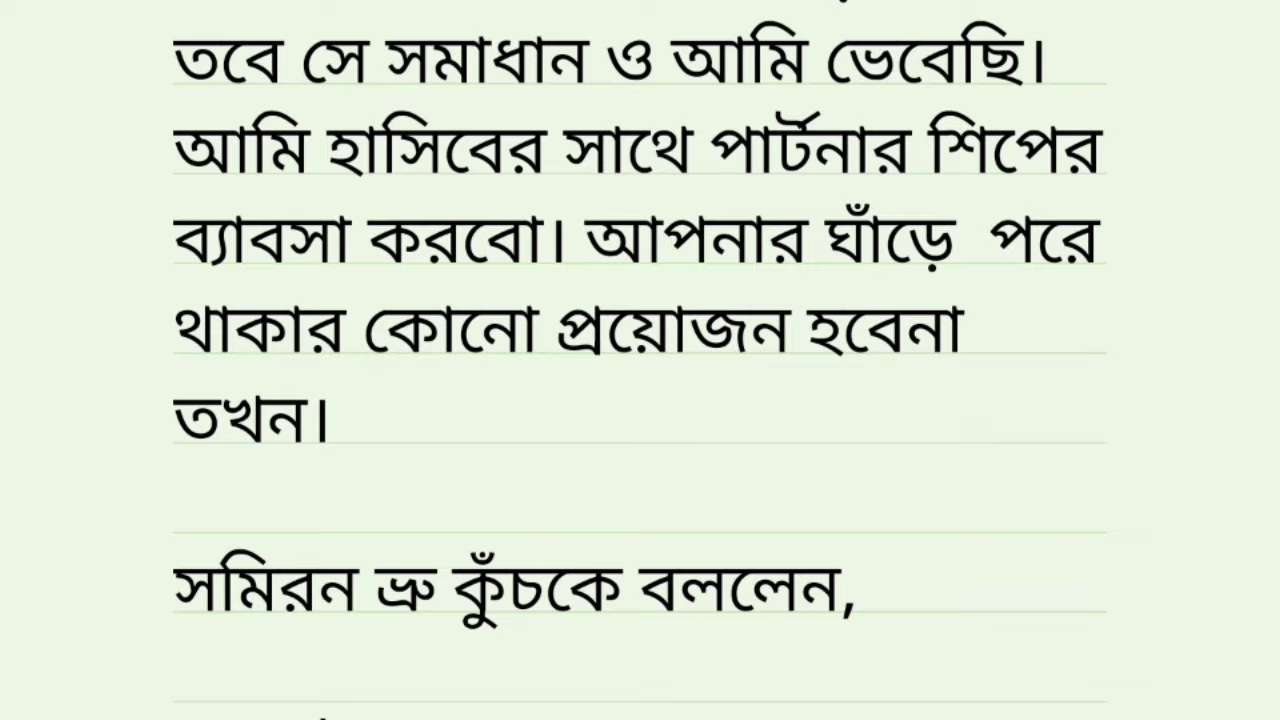 তবে সে সমাধান ও আমি ভেবেছি।
আমি হাসিবের সাথে পার্টনার শিপের
ব্যাবসা করবো। আপনার ঘাঁড়ে  পরে
থাকার কোনো প্রয়োজন হবেনা
তখন।
সমিরন ভ্রু কুঁচকে বললেন,